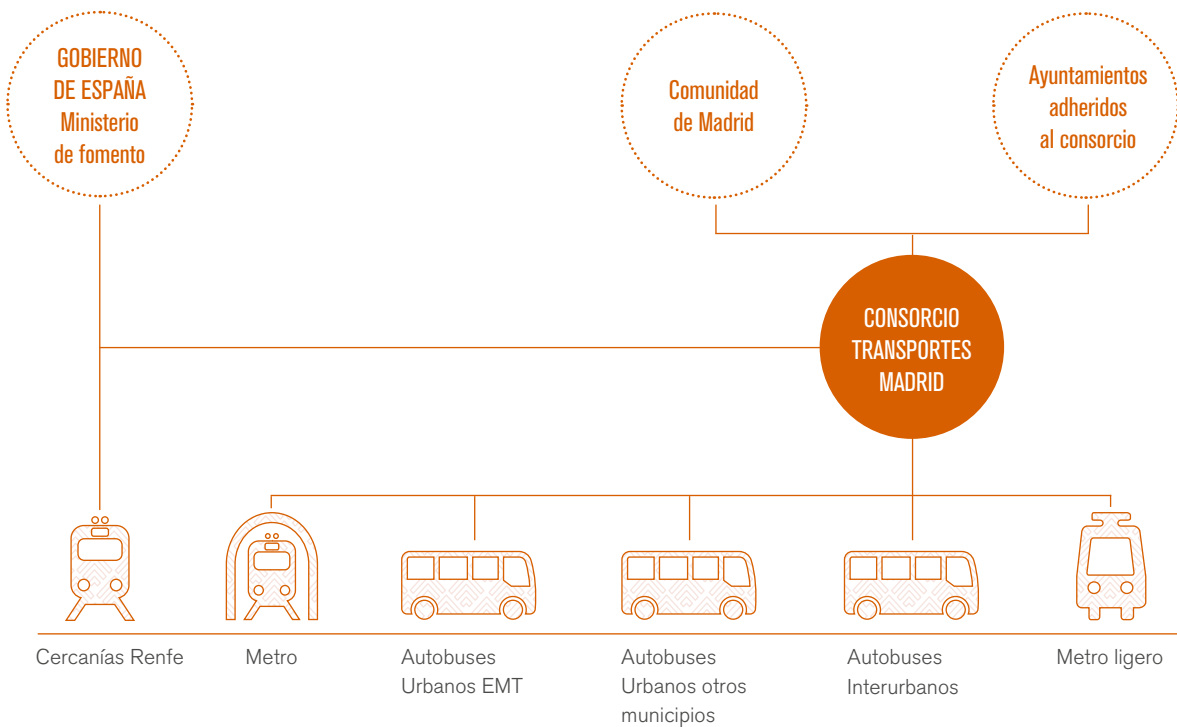 GOBIERNO
DE ESPAÑA
Ministerio
de fomento
Comunidad
de Madrid
Ayuntamientos
adheridos
al consorcio
CONSORCIO
TRANSPORTES
MADRID
Cercanías Renfe
Metro
Autobuses
Urbanos EMT
Autobuses
Urbanos otros
municipios
Autobuses
Interurbanos
Metro ligero